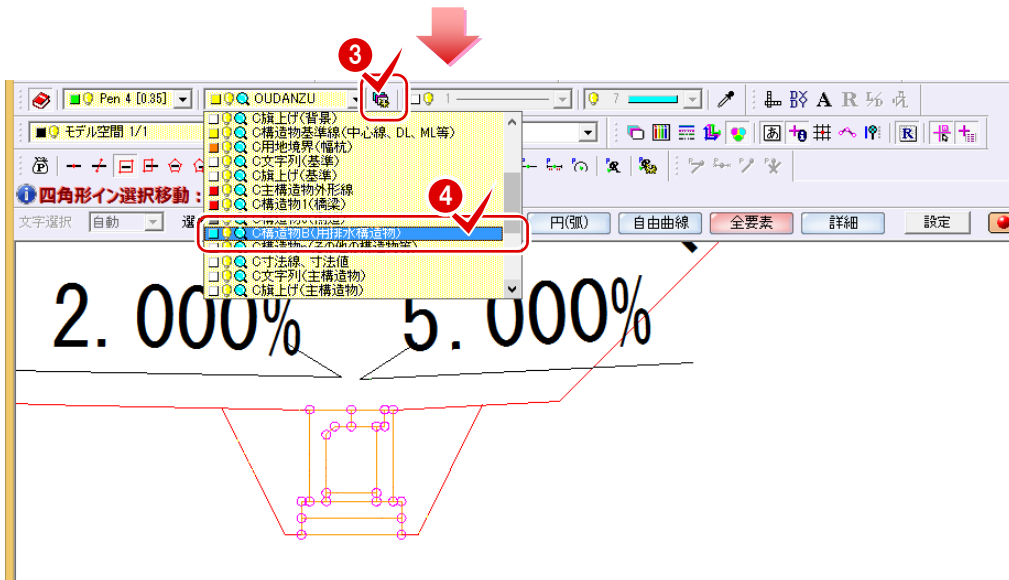 3
Pen 4 [0.35]
OUDANZU
1
7
BX
A
R
モデル空間 1/1
C旗上げ(背景)
C構造物基準線(中心線、DL、ML等)
C用地境界(幅杭)
C文字列(基準)
C旗上げ(基準)
C主構造物外形線
C構造物1(橋梁)
4
C構造物B(用排水構造物)
C寸法線、寸法値
C文字列(主構造物)
C旗上げ(主構造物)
四角形イン選択移動:
文字選択
自動
円(弧)
自由曲線
全要素
詳細
設定
2.000%
5.000%